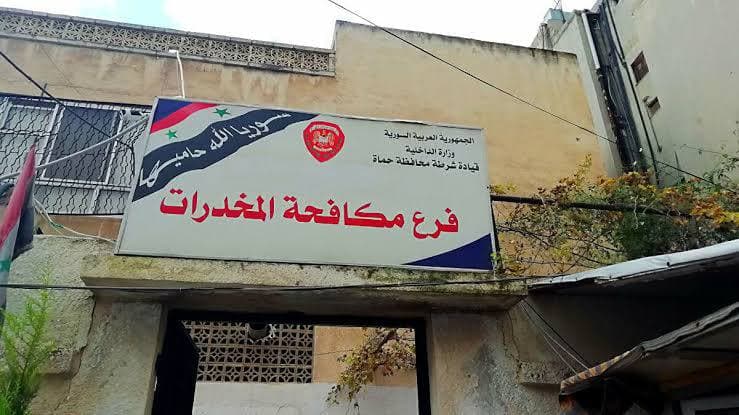 سوريا الله حاميها
الجمهورية العربية السورية
وزارة الداخلية
قيادة شرطة محافظة حماة
فرع مكافحة المخدرات